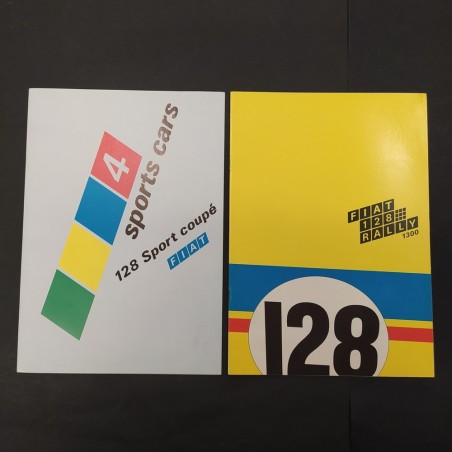 4
sports cars
128 Sport coupé
FIAT
FIAT
128
RALLY
1300
128